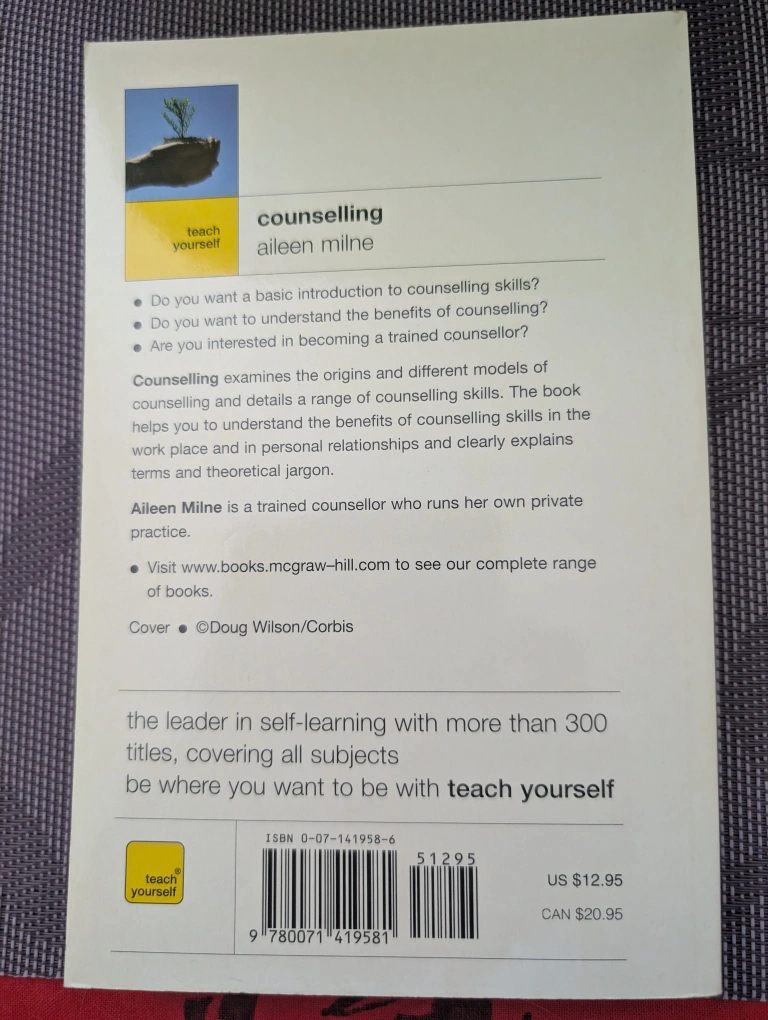 teach
yourself
counselling
aileen milne
● Do you want a basic introduction to counselling skills?
● Do you want to understand the benefits of counselling?
● Are you interested in becoming a trained counsellor?
Counselling examines the origins and different models of
counselling and details a range of counselling skills. The book
helps you to understand the benefits of counselling skills in the
work place and in personal relationships and clearly explains
terms and theoretical jargon.
Aileen Milne is a trained counsellor who runs her own private
practice.
● Visit www.books.mcgraw–hill.com to see our complete range
of books.
Cover ● ©Doug Wilson/Corbis
the leader in self-learning with more than 300
titles, covering all subjects
be where you want to be with teach yourself
teach®
yourself
ISBN 0-07-141958-6
51295
9 780071 419581
US $12.95
CAN $20.95